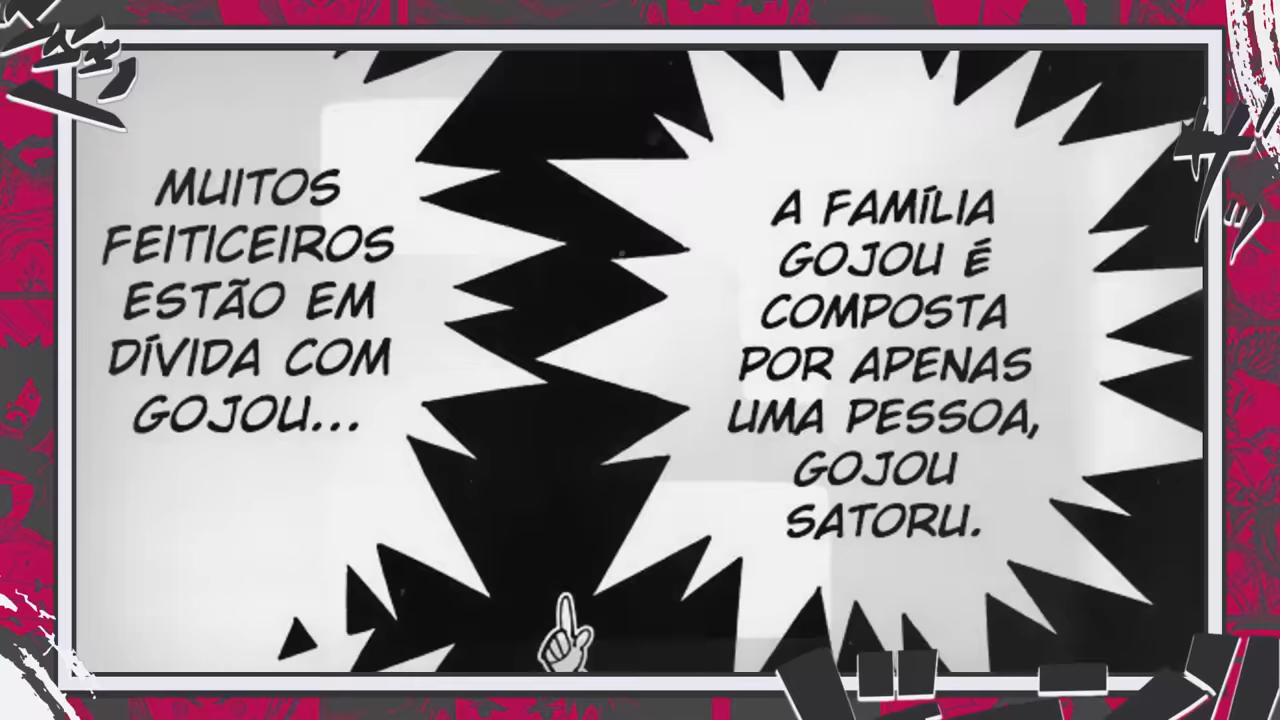 MUITOS
FEITICEIROS
ESTÃO EM
DÍVIDA COM
GOJOU...
A FAMÍLIA
GOJOU É
COMPOSTA
POR APENAS
UMA PESSOA,
GOJOU
SATORU.